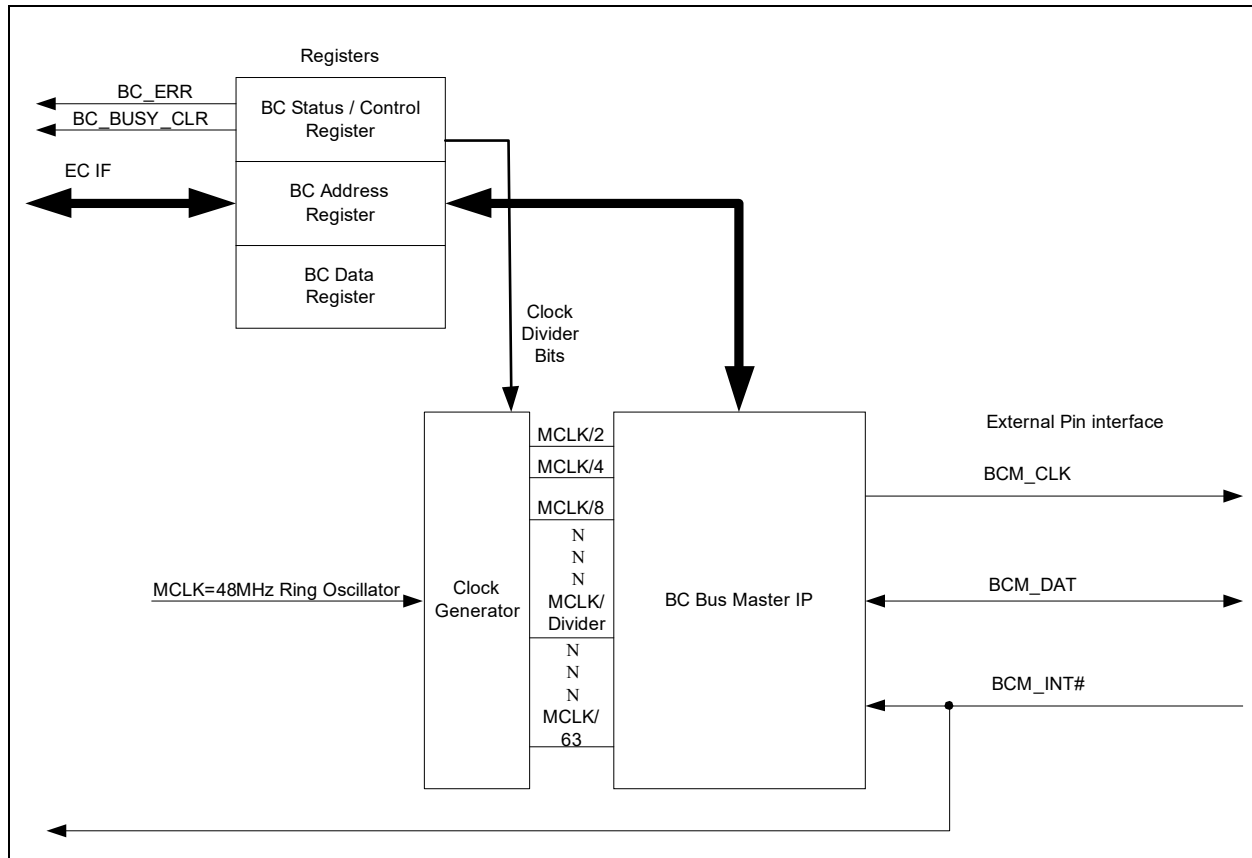 Registers
BC_ERR
BC_BUSY_CLR
BC Status / Control
Register
EC IF
BC Address
Register
BC Data
Register
Clock
Divider
Bits
External Pin interface
MCLK/2
MCLK/4
MCLK/8
N
N
N
MCLK/
Divider
N
N
N
MCLK/
63
MCLK=48MHz Ring Oscillator
Clock
Generator
BC Bus Master IP
BCM_CLK
BCM_DAT
BCM_INT#